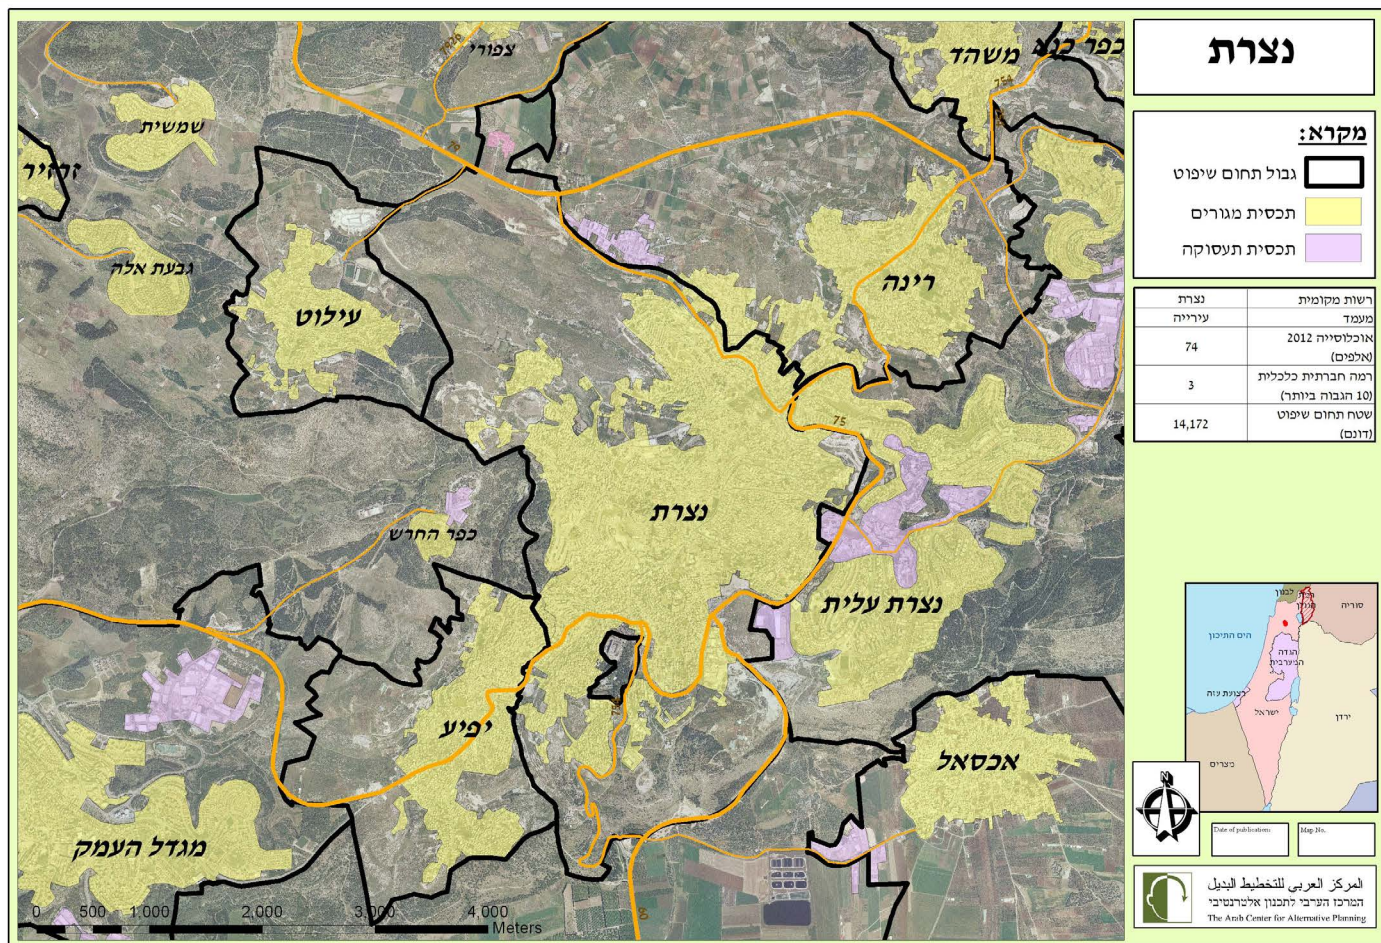 נצרת
מקרא:
גבול תחום שיפוט
תכסית מגורים
תכסית תעסוקה
רשות מקומית נצרת
מעמד עירייה
אוכלוסייה 2012 (אלפים) 74
רמה חברתית כלכלית (10 הגבוה ביותר) 3
שטח תחום שיפוט (דונם) 14,172
צפורי
משהד
כפר כנא
754
79
שמשית
זרזיר
גבעת אלה
עילוט
רינה
75
נצרת
כפר החרש
נצרת עלית
יפיע
אכסאל
מגדל העמק
60
0 500 1,000 2,000 3,000 4,000
Meters
לבנון
סוריה
הים התיכון
הגדה
המערבית
רצועת עזה
ישראל
ירדן
מצרים
N
Date of publication:
Map No.
المركز العربي للتخطيط البديل
המרכז הערבי לתכנון אלטרנטיבי
The Arab Center for Alternative Planning